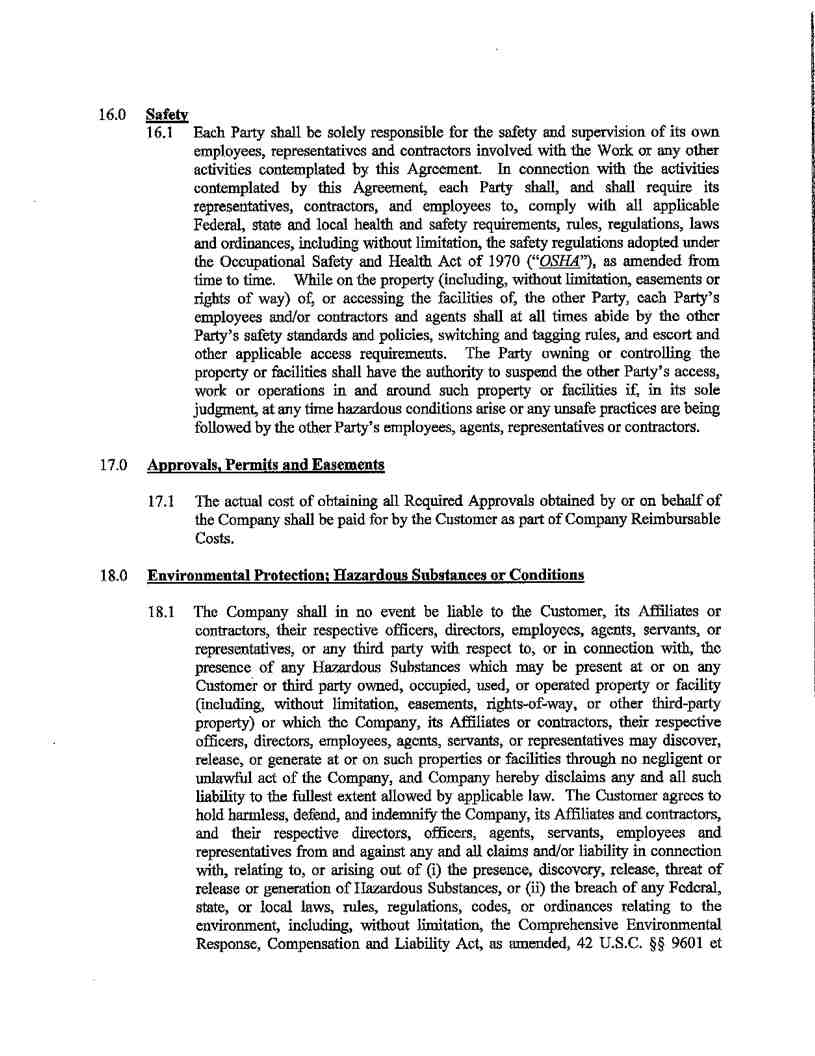 16.0 Safety
16.1 Each Party shall be solely responsible for the safety and supervision of its own
employees, representatives and contractors involved with the Work or any other
activities contemplated by this Agreement. In connection with the activities
contemplated by this Agreement, each Party shall, and shall require its
representatives, contractors, and employees to, comply with all applicable
Federal, state and local health and safety requirements, rules, regulations, laws
and ordinances, including without limitation, the safety regulations adopted under
the Occupational Safety and Health Act of 1970 ("OSHA"), as amended from
time to time. While on the property (including, without limitation, easements or
rights of way) of, or accessing the facilities of, the other Party, each Party's
employees and/or contractors and agents shall at all times abide by the other
Party's safety standards and policies, switching and tagging rules, and escort and
other applicable access requirements. The Party owning or controlling the
property or facilities shall have the authority to suspend the other Party's access,
work or operations in and around such property or facilities if, in its sole
judgment, at any time hazardous conditions arise or any unsafe practices are being
followed by the other Party's employees, agents, representatives or contractors.
17.0 Approvals, Permits and Easements
17.1 The actual cost of obtaining all Required Approvals obtained by or on behalf of
the Company shall be paid for by the Customer as part of Company Reimbursable
Costs.
18.0 Environmental Protection; Hazardous Substances or Conditions
18.1 The Company shall in no event be liable to the Customer, its Affiliates or
contractors, their respective officers, directors, employees, agents, servants, or
representatives, or any third party with respect to, or in connection with, the
presence of any Hazardous Substances which may be present at or on any
Customer or third party owned, occupied, used, or operated property or facility
(including, without limitation, easements, rights-of-way, or other third-party
property) or which the Company, its Affiliates or contractors, their respective
officers, directors, employees, agents, servants, or representatives may discover,
release, or generate at or on such properties or facilities through no negligent or
unlawful act of the Company, and Company hereby disclaims any and all such
liability to the fullest extent allowed by applicable law. The Customer agrees to
hold harmless, defend, and indemnify the Company, its Affiliates and contractors,
and their respective directors, officers, agents, servants, employees and
representatives from and against any and all claims and/or liability in connection
with, relating to, or arising out of (i) the presence, discovery, release, threat of
release or generation of Hazardous Substances, or (ii) the breach of any Federal,
state, or local laws, rules, regulations, codes, or ordinances relating to the
environment, including, without limitation, the Comprehensive Environmental
Response, Compensation and Liability Act, as amended, 42 U.S.C. §§ 9601 et